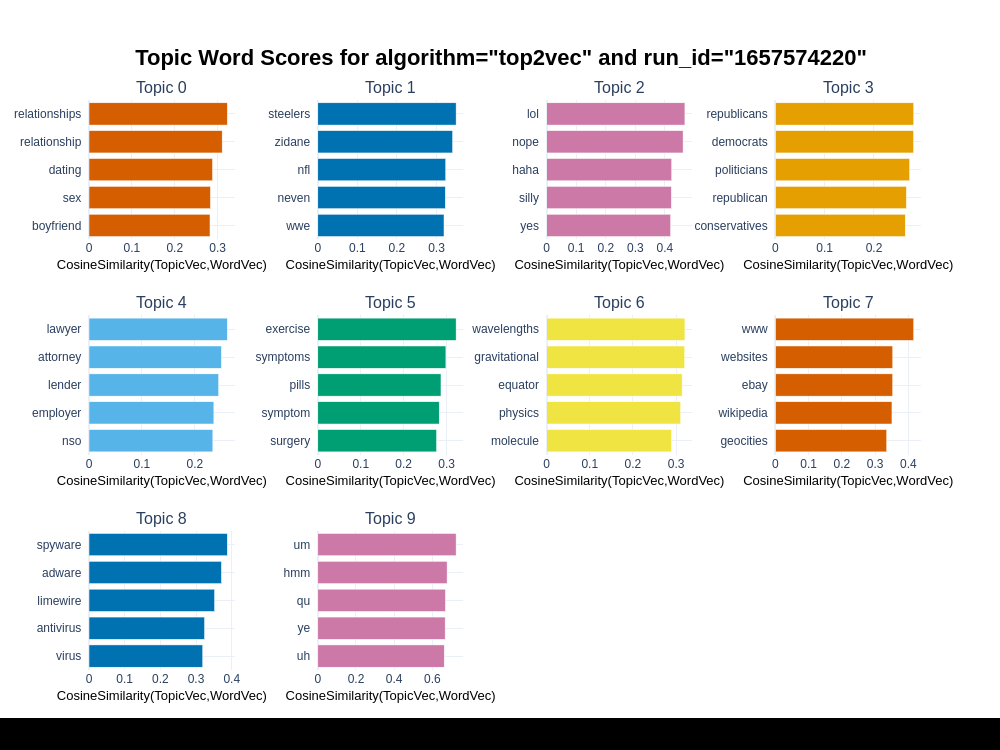 Topic Word Scores for algorithm="top2vec" and run_id="1657574220"
Topic 0
relationships
relationship
dating
sex
boyfriend
0 0.1 0.2 0.3
CosineSimilarity(TopicVec,WordVec)
Topic 1
steelers
zidane
nfl
neven
wwe
0 0.1 0.2 0.3
CosineSimilarity(TopicVec,WordVec)
Topic 2
lol
nope
haha
silly
yes
0 0.1 0.2 0.3 0.4
CosineSimilarity(TopicVec,WordVec)
Topic 3
republicans
democrats
politicians
republican
conservatives
0 0.1 0.2
CosineSimilarity(TopicVec,WordVec)
Topic 4
lawyer
attorney
lender
employer
nso
0 0.1 0.2
CosineSimilarity(TopicVec,WordVec)
Topic 5
exercise
symptoms
pills
symptom
surgery
0 0.1 0.2 0.3
CosineSimilarity(TopicVec,WordVec)
Topic 6
wavelengths
gravitational
equator
physics
molecule
0 0.1 0.2 0.3
CosineSimilarity(TopicVec,WordVec)
Topic 7
www
websites
ebay
wikipedia
geocities
0 0.1 0.2 0.3 0.4
CosineSimilarity(TopicVec,WordVec)
Topic 8
spyware
adware
limewire
antivirus
virus
0 0.1 0.2 0.3 0.4
CosineSimilarity(TopicVec,WordVec)
Topic 9
um
hmm
qu
ye
uh
0 0.2 0.4 0.6
CosineSimilarity(TopicVec,WordVec)